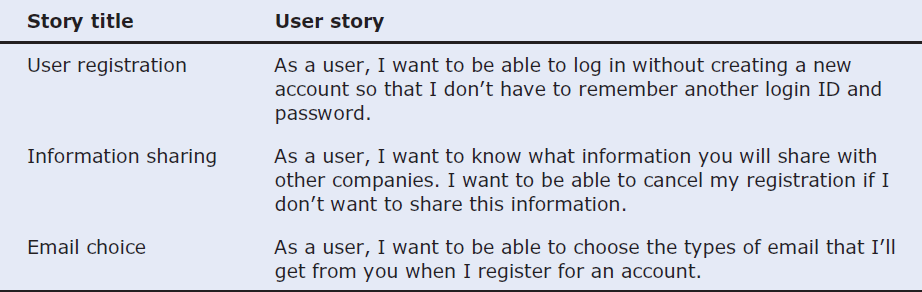 Story title User story
User registration As a user, I want to be able to log in without creating a new
account so that I don’t have to remember another login ID and
password.
Information sharing As a user, I want to know what information you will share with
other companies. I want to be able to cancel my registration if I
don’t want to share this information.
Email choice As a user, I want to be able to choose the types of email that I’ll
get from you when I register for an account.